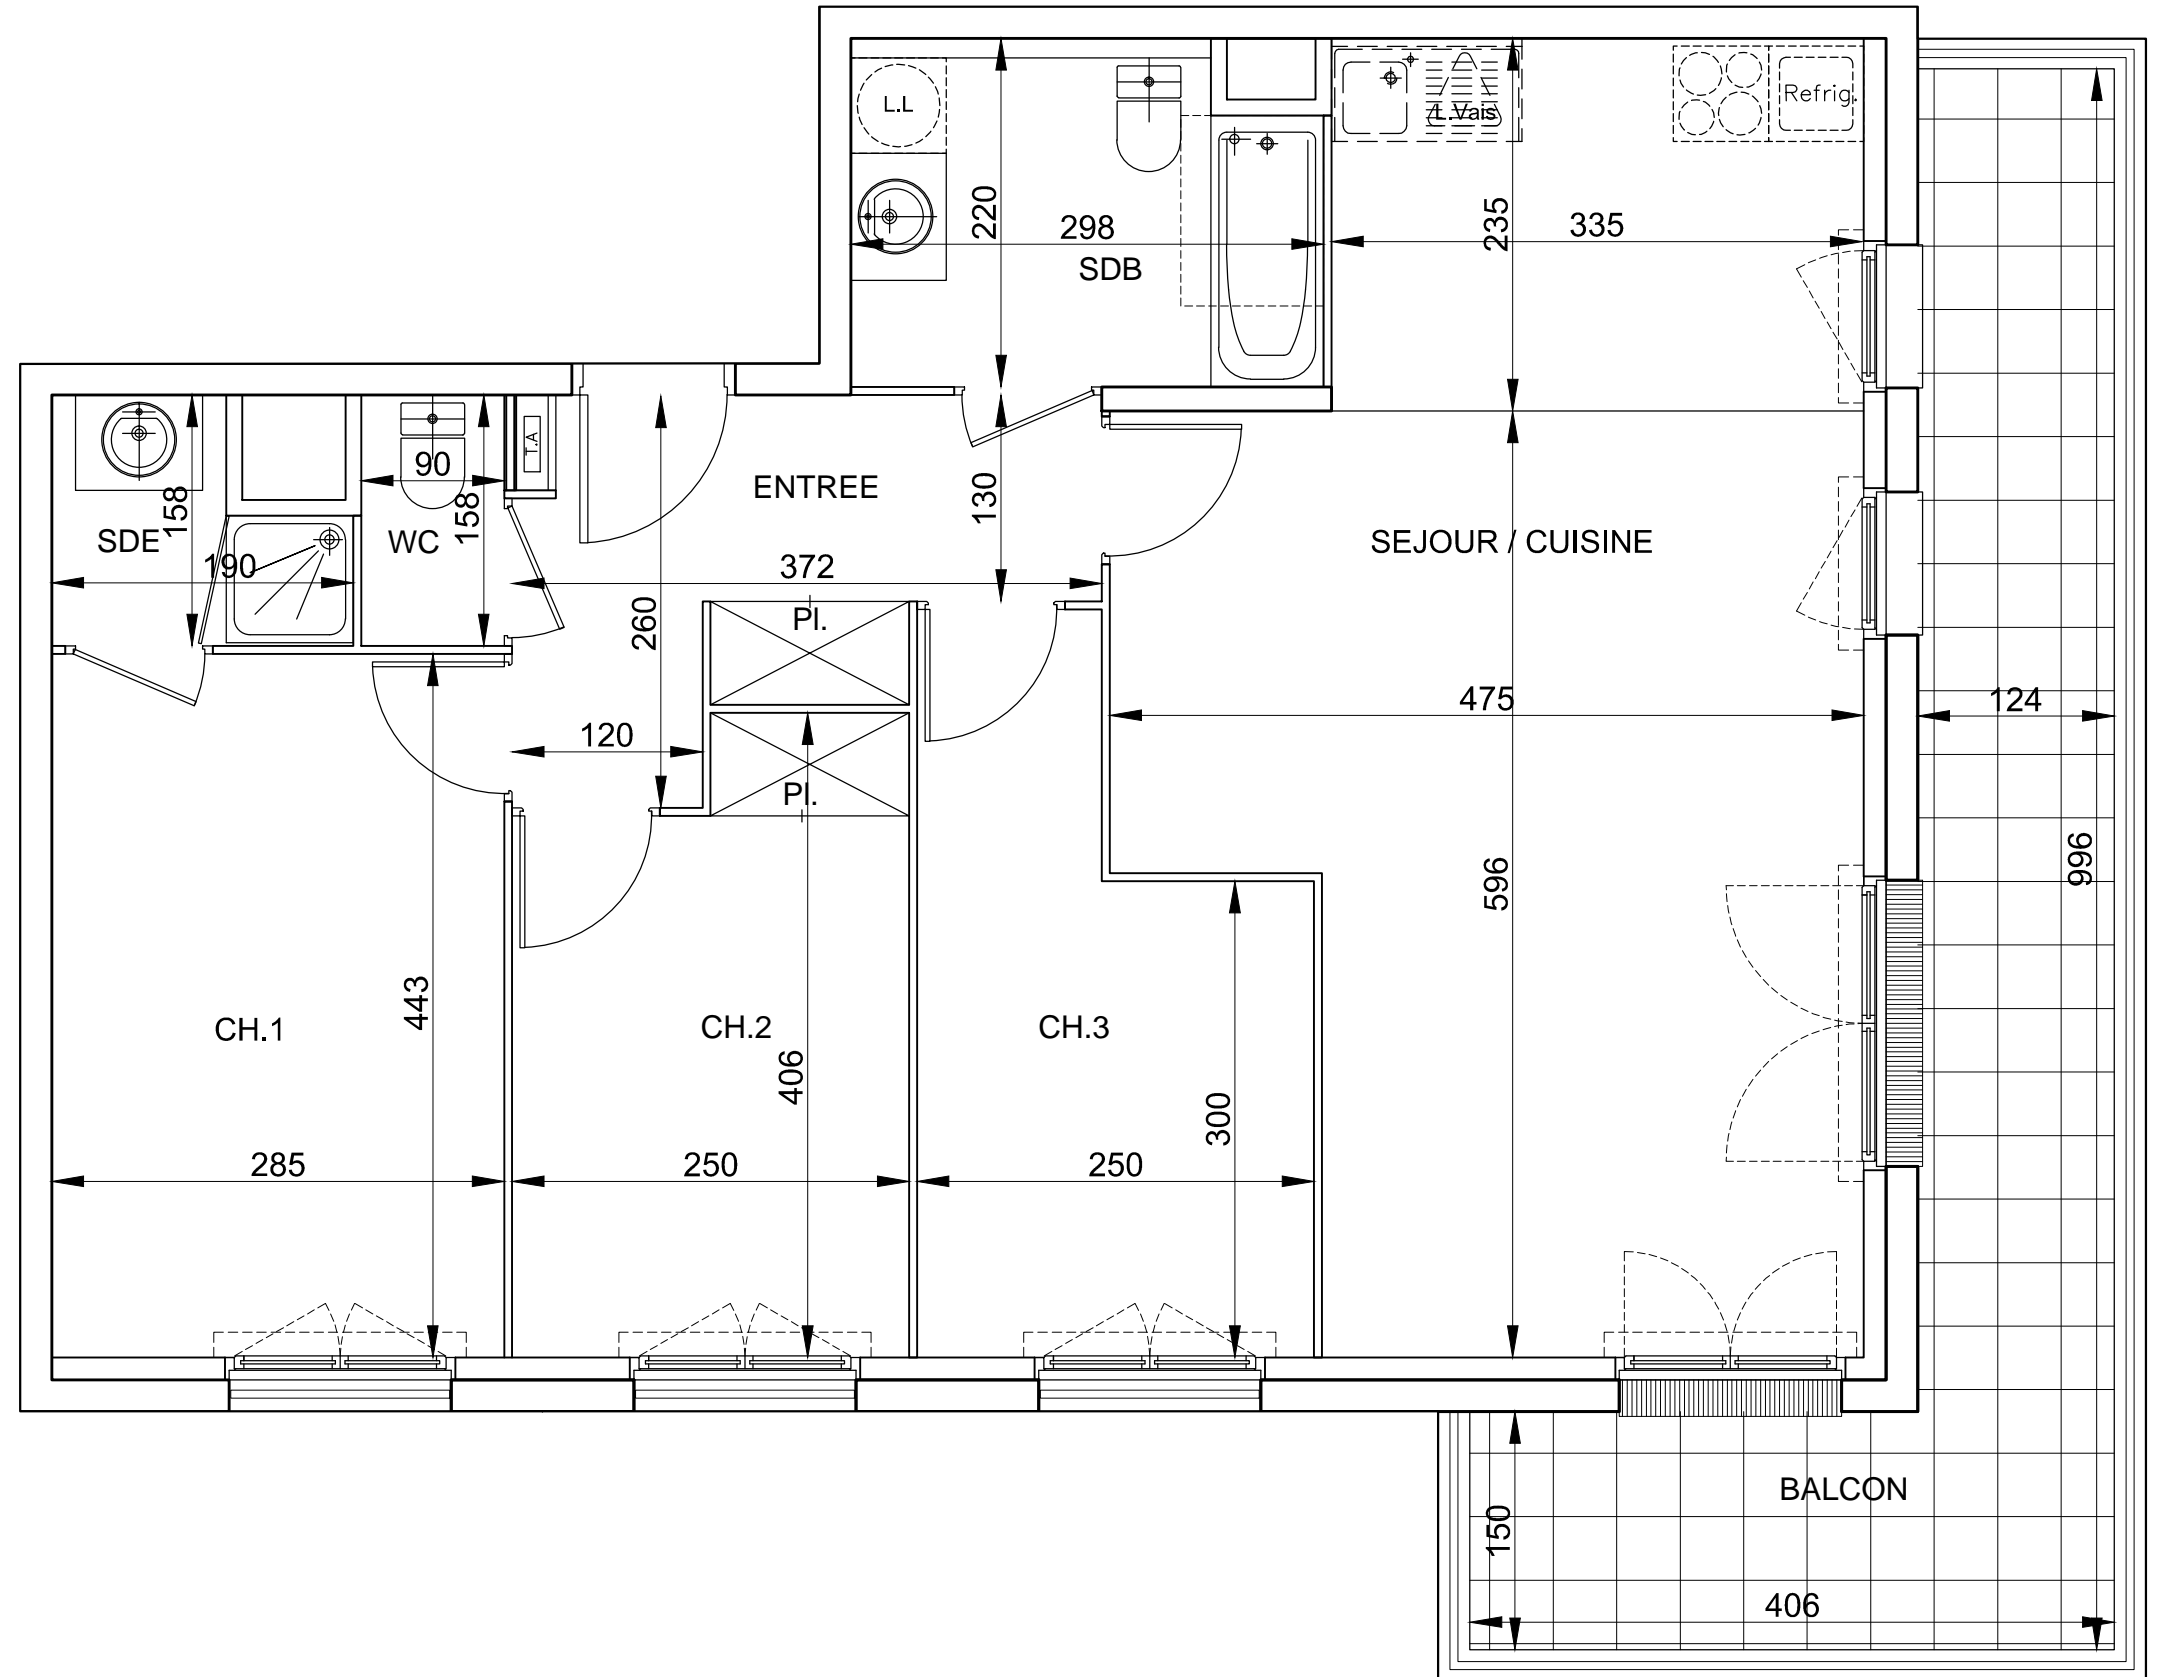 L.L
L.Vais
Refrig.
220
298
SDB
235
335
T.A
90
158
158
SDE
WC
190
ENTREE
130
372
260
Pl.
SEJOUR / CUISINE
475
124
120
Pl.
996
596
443
CH.1
CH.2
CH.3
406
300
285
250
250
BALCON
150
406